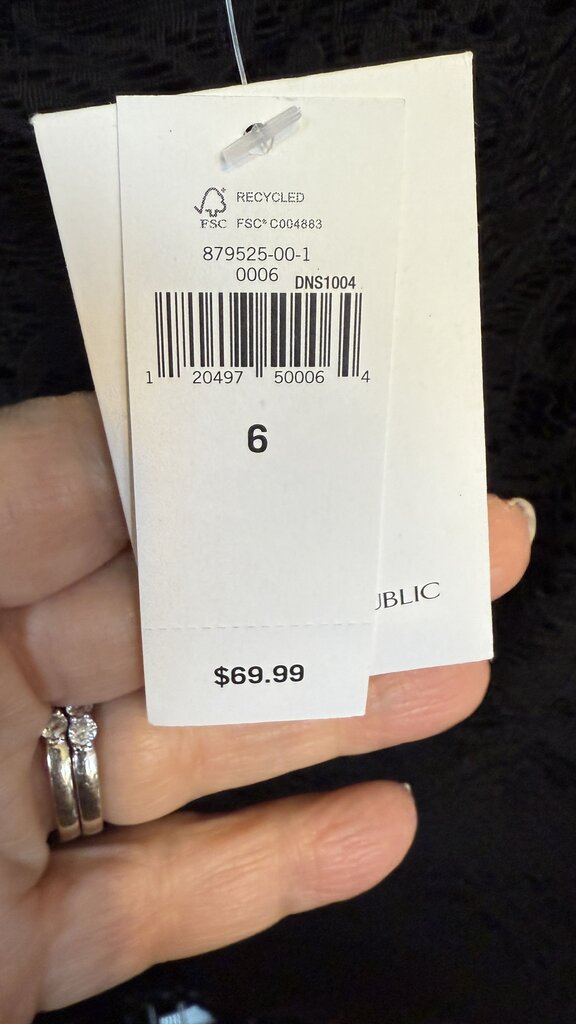 RECYCLED
FSC FSC® C004883
879525-00-1
0006 DNS1004
1 20497 50006 4
6
UBLIC
$69.99